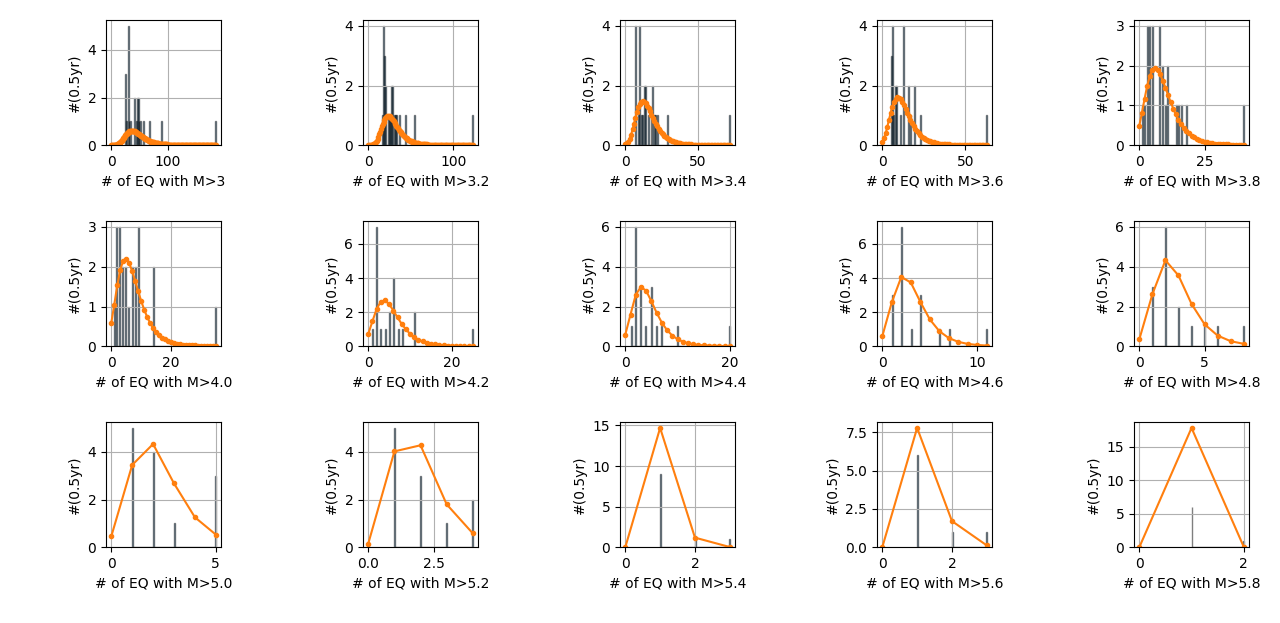 4
2
0
#(0.5yr)
0 100
# of EQ with M>3
4
2
0
#(0.5yr)
0 100
# of EQ with M>3.2
4
2
0
#(0.5yr)
0 50
# of EQ with M>3.4
4
2
0
#(0.5yr)
0 50
# of EQ with M>3.6
3
2
1
0
#(0.5yr)
0 25
# of EQ with M>3.8
3
2
1
0
#(0.5yr)
0 20
# of EQ with M>4.0
6
4
2
0
#(0.5yr)
0 20
# of EQ with M>4.2
6
4
2
0
#(0.5yr)
0 20
# of EQ with M>4.4
6
4
2
0
#(0.5yr)
0 10
# of EQ with M>4.6
6
4
2
0
#(0.5yr)
0 5
# of EQ with M>4.8
4
2
0
#(0.5yr)
0 5
# of EQ with M>5.0
4
2
0
#(0.5yr)
0.0 2.5
# of EQ with M>5.2
15
10
5
0
#(0.5yr)
0 2
# of EQ with M>5.4
7.5
5.0
2.5
0.0
#(0.5yr)
0 2
# of EQ with M>5.6
15
10
5
0
#(0.5yr)
0 2
# of EQ with M>5.8